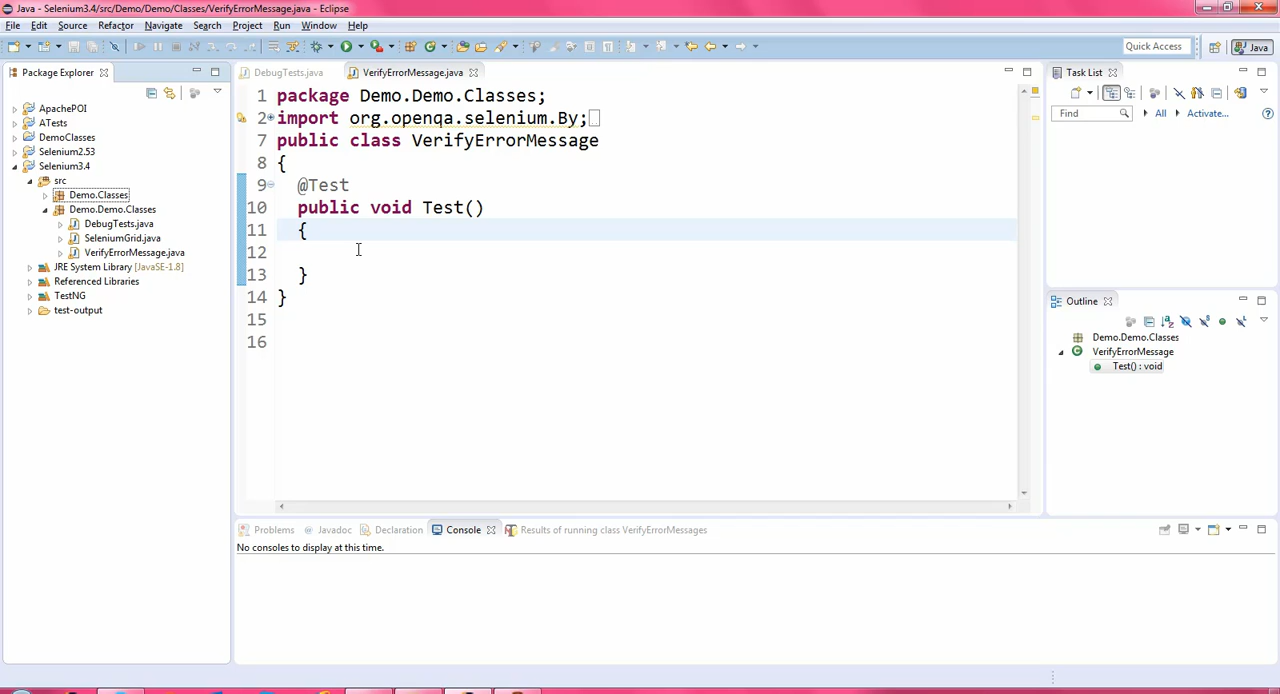 Java - Selenium3.4/src/Demo/Demo/Classes/VerifyErrorMessage.java - Eclipse
File Edit Source Refactor Navigate Search Project Run Window Help
Quick Access Java
Package Explorer
ApachePOI
ATests
DemoClasses
Selenium2.53
Selenium3.4
src
Demo.Classes
Demo.Demo.Classes
DebugTests.java
SeleniumGrid.java
VerifyErrorMessage.java
JRE System Library [JavaSE-1.8]
Referenced Libraries
TestNG
test-output
DebugTests.java VerifyErrorMessage.java
1 package Demo.Demo.Classes;
2 import org.openqa.selenium.By;
7 public class VerifyErrorMessage
8 {
9 @Test
10 public void Test()
11 {
12
13 }
14 }
15
16
Task List
Find All Activate...
Outline
Demo.Demo.Classes
VerifyErrorMessage
Test() : void
Problems Javadoc Declaration Console Results of running class VerifyErrorMessages
No consoles to display at this time.